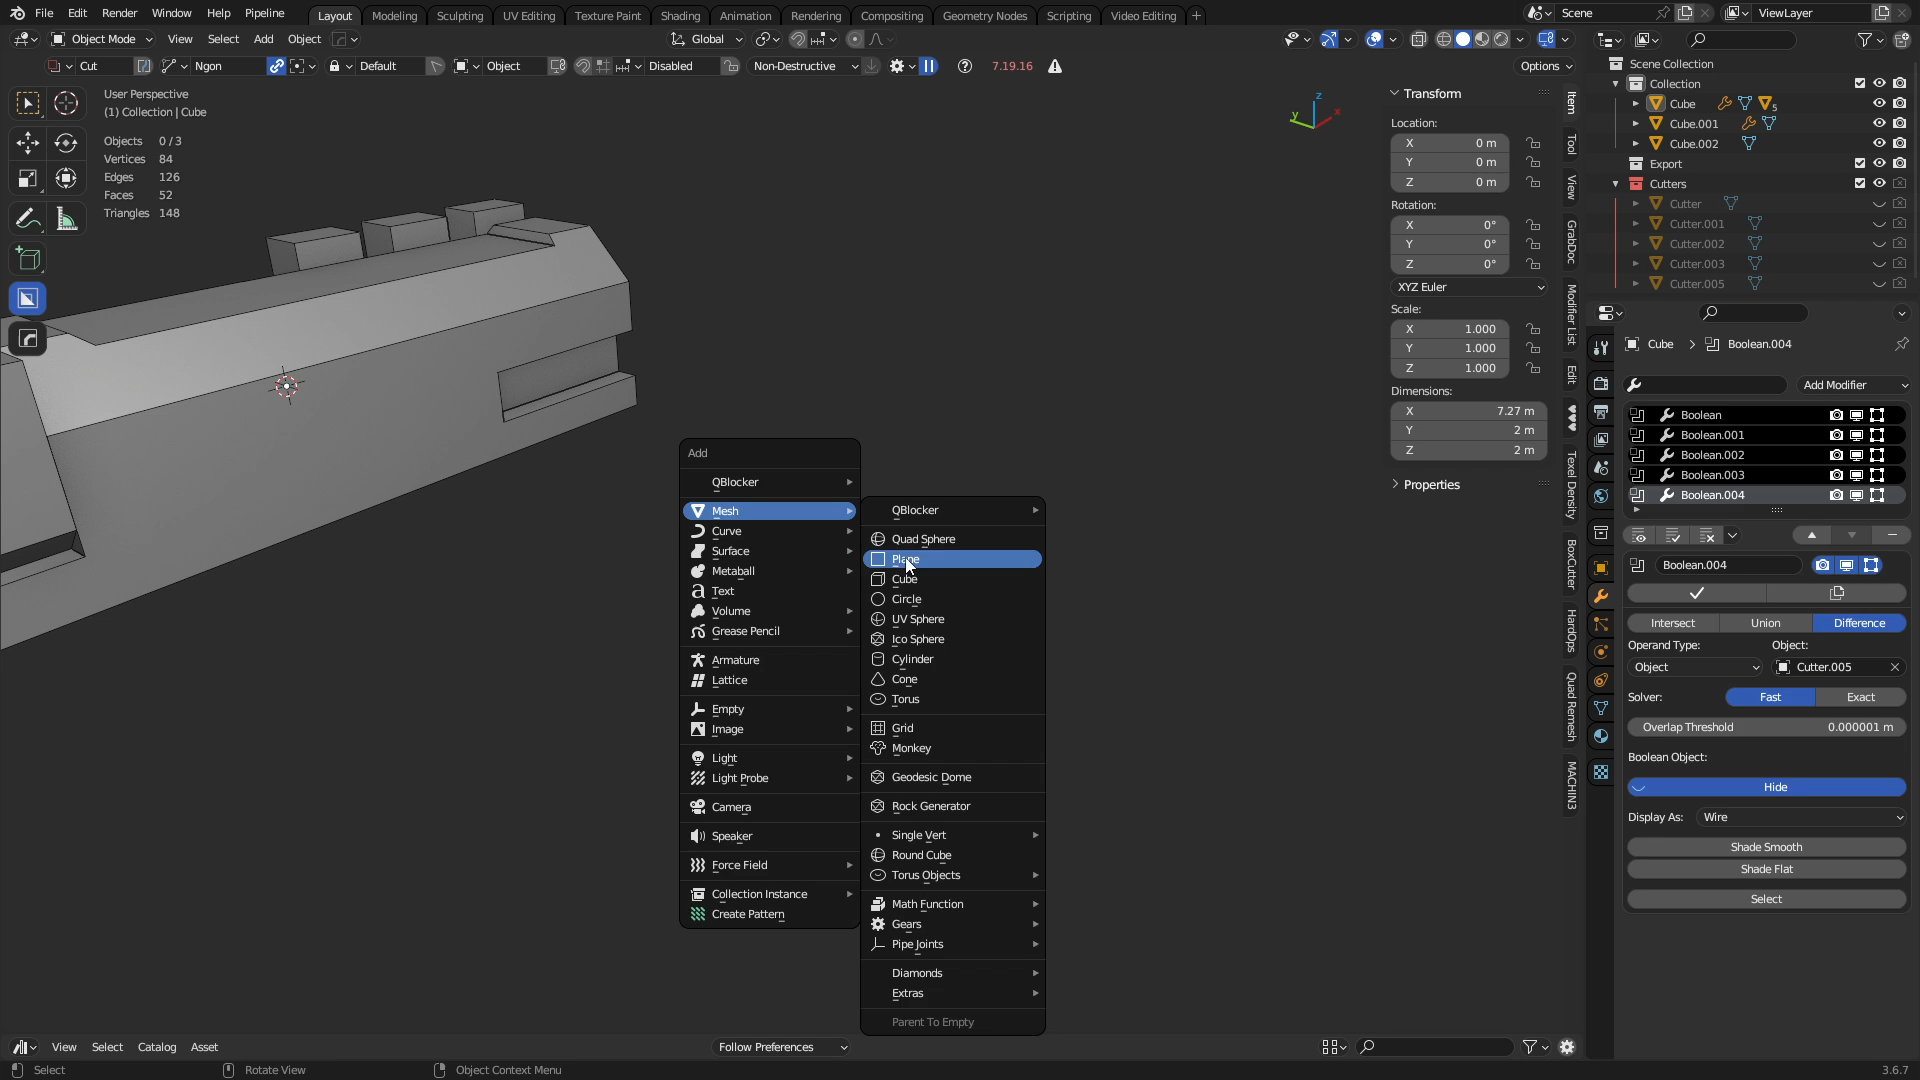 File Edit Render Window Help Pipeline Layout Modeling Sculpting UV Editing Texture Paint Shading Animation Rendering Compositing Geometry Nodes Scripting Video Editing + Scene ViewLayer
Object Mode View Select Add Object Global
Cut Ngon Default Object Disabled Non-Destructive 7.19.16 Options
User Perspective
(1) Collection | Cube
Objects 0/3
Vertices 84
Edges 126
Faces 52
Triangles 148
z
y
x
Add
QBlocker
Mesh
Curve
Surface
Metaball
Text
Volume
Grease Pencil
Armature
Lattice
Empty
Image
Light
Light Probe
Camera
Speaker
Force Field
Collection Instance
Create Pattern
QBlocker
Quad Sphere
Plane
Cube
Circle
UV Sphere
Ico Sphere
Cylinder
Cone
Torus
Grid
Monkey
Geodesic Dome
Rock Generator
Single Vert
Round Cube
Torus Objects
Math Function
Gears
Pipe Joints
Diamonds
Extras
Parent To Empty
Transform
Location:
X 0 m
Y 0 m
Z 0 m
Rotation:
X 0°
Y 0°
Z 0°
XYZ Euler
Scale:
X 1.000
Y 1.000
Z 1.000
Dimensions:
X 7.27 m
Y 2 m
Z 2 m
Properties
Item
Tool
View
GrabDoc
Modifier List
Edit
Texel Density
BoxCutter
HardOps
Quad Remesh
MACHIN3
Scene Collection
Collection
Cube 5
Cube.001
Cube.002
Export
Cutters
Cutter
Cutter.001
Cutter.002
Cutter.003
Cutter.005
Cube > Boolean.004
Add Modifier
Boolean
Boolean.001
Boolean.002
Boolean.003
Boolean.004
Boolean.004
Intersect Union Difference
Operand Type: Object:
Object Cutter.005
Solver: Fast Exact
Overlap Threshold 0.000001 m
Boolean Object:
Hide
Display As: Wire
Shade Smooth
Shade Flat
Select
View Select Catalog Asset Follow Preferences
Select Rotate View Object Context Menu 3.6.7